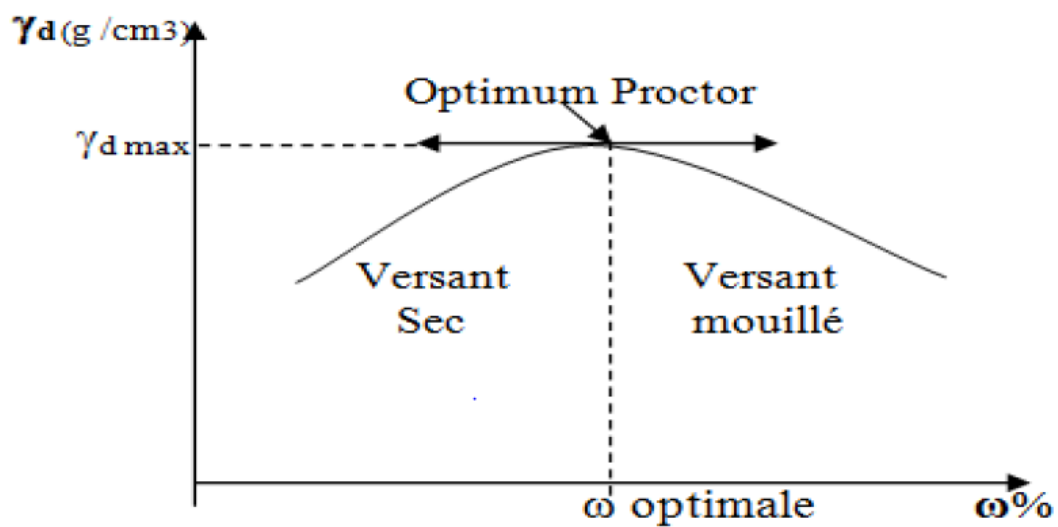 γd (g /cm3)
Optimum Proctor
γd max
Versant
Sec
Versant
mouillé
ω optimale
ω%